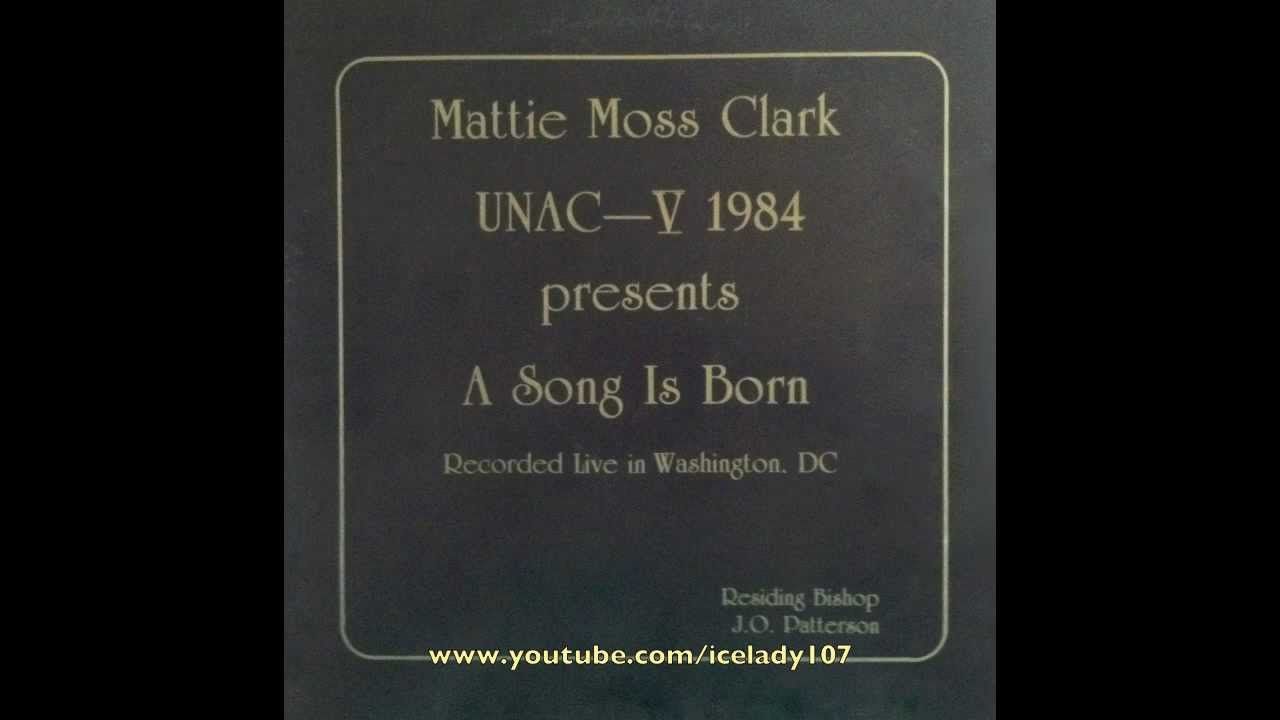 Mattie Moss Clark
UNAC—V 1984
presents
A Song Is Born
Recorded Live in Washington, DC
Residing Bishop
J.O. Patterson
www.youtube.com/icelady107